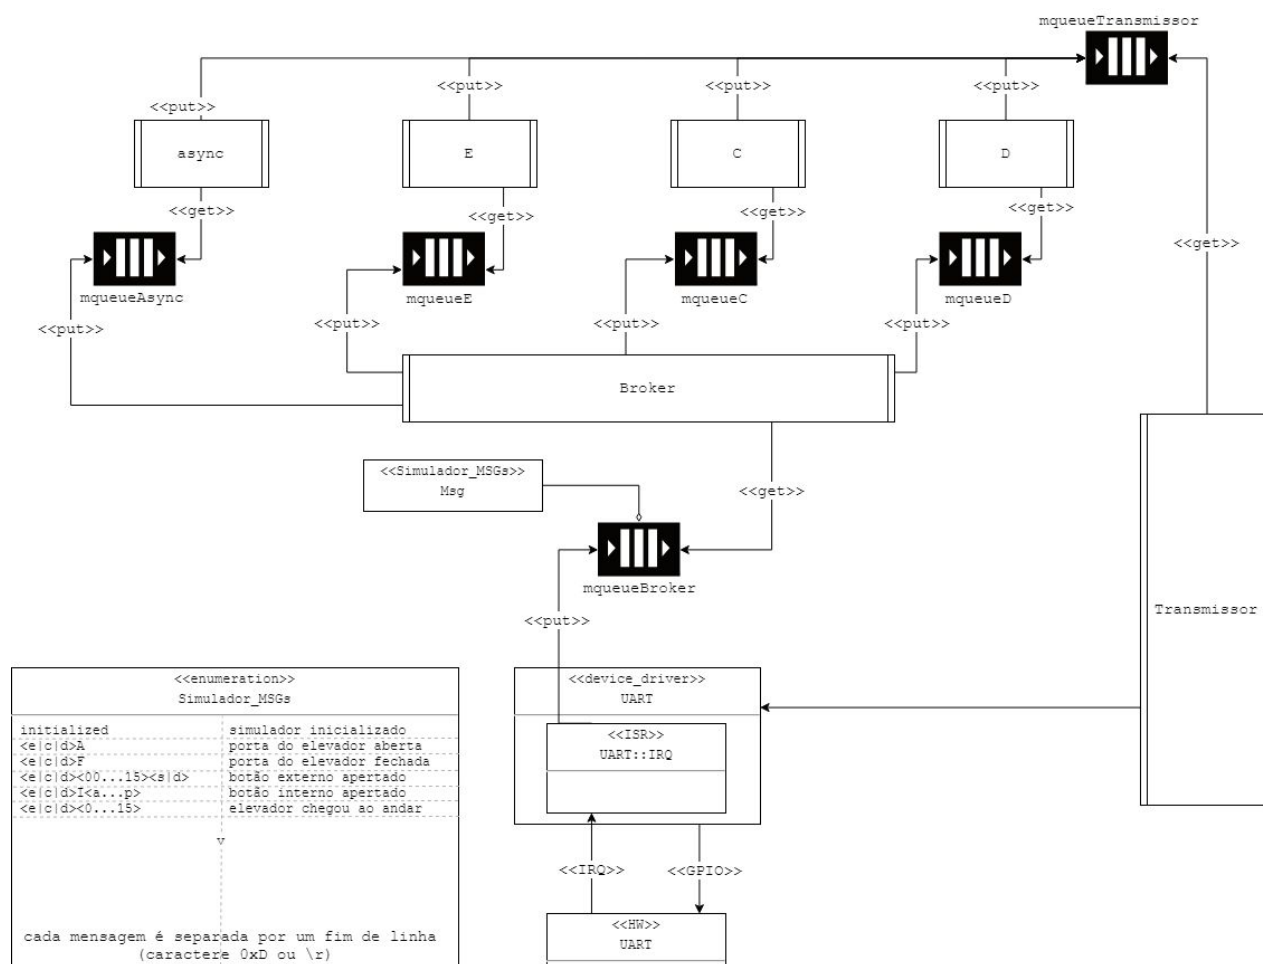 mqueueTransmissor
<<put>>
<<put>>
<<put>>
<<put>>
async
E
C
D
<<get>>
<<get>>
<<get>>
<<get>>
<<get>>
mqueueAsync
mqueueE
mqueueC
mqueueD
<<put>>
<<put>>
<<put>>
<<put>>
Broker
<<Simulador_MSGs>>
Msg
<<get>>
mqueueBroker
<<put>>
Transmissor
<<enumeration>>
Simulador_MSGs
initialized simulador inicializado
<e|c|d>A porta do elevador aberta
<e|c|d>F porta do elevador fechada
<e|c|d><00...15><s|d> botão externo apertado
<e|c|d>I<a...p> botão interno apertado
<e|c|d><0...15> elevador chegou ao andar
v
cada mensagem é separada por um fim de linha
(caractere 0xD ou \r)
<<device_driver>>
UART
<<ISR>>
UART::IRQ
<<IRQ>>
<<GPIO>>
<<HW>>
UART